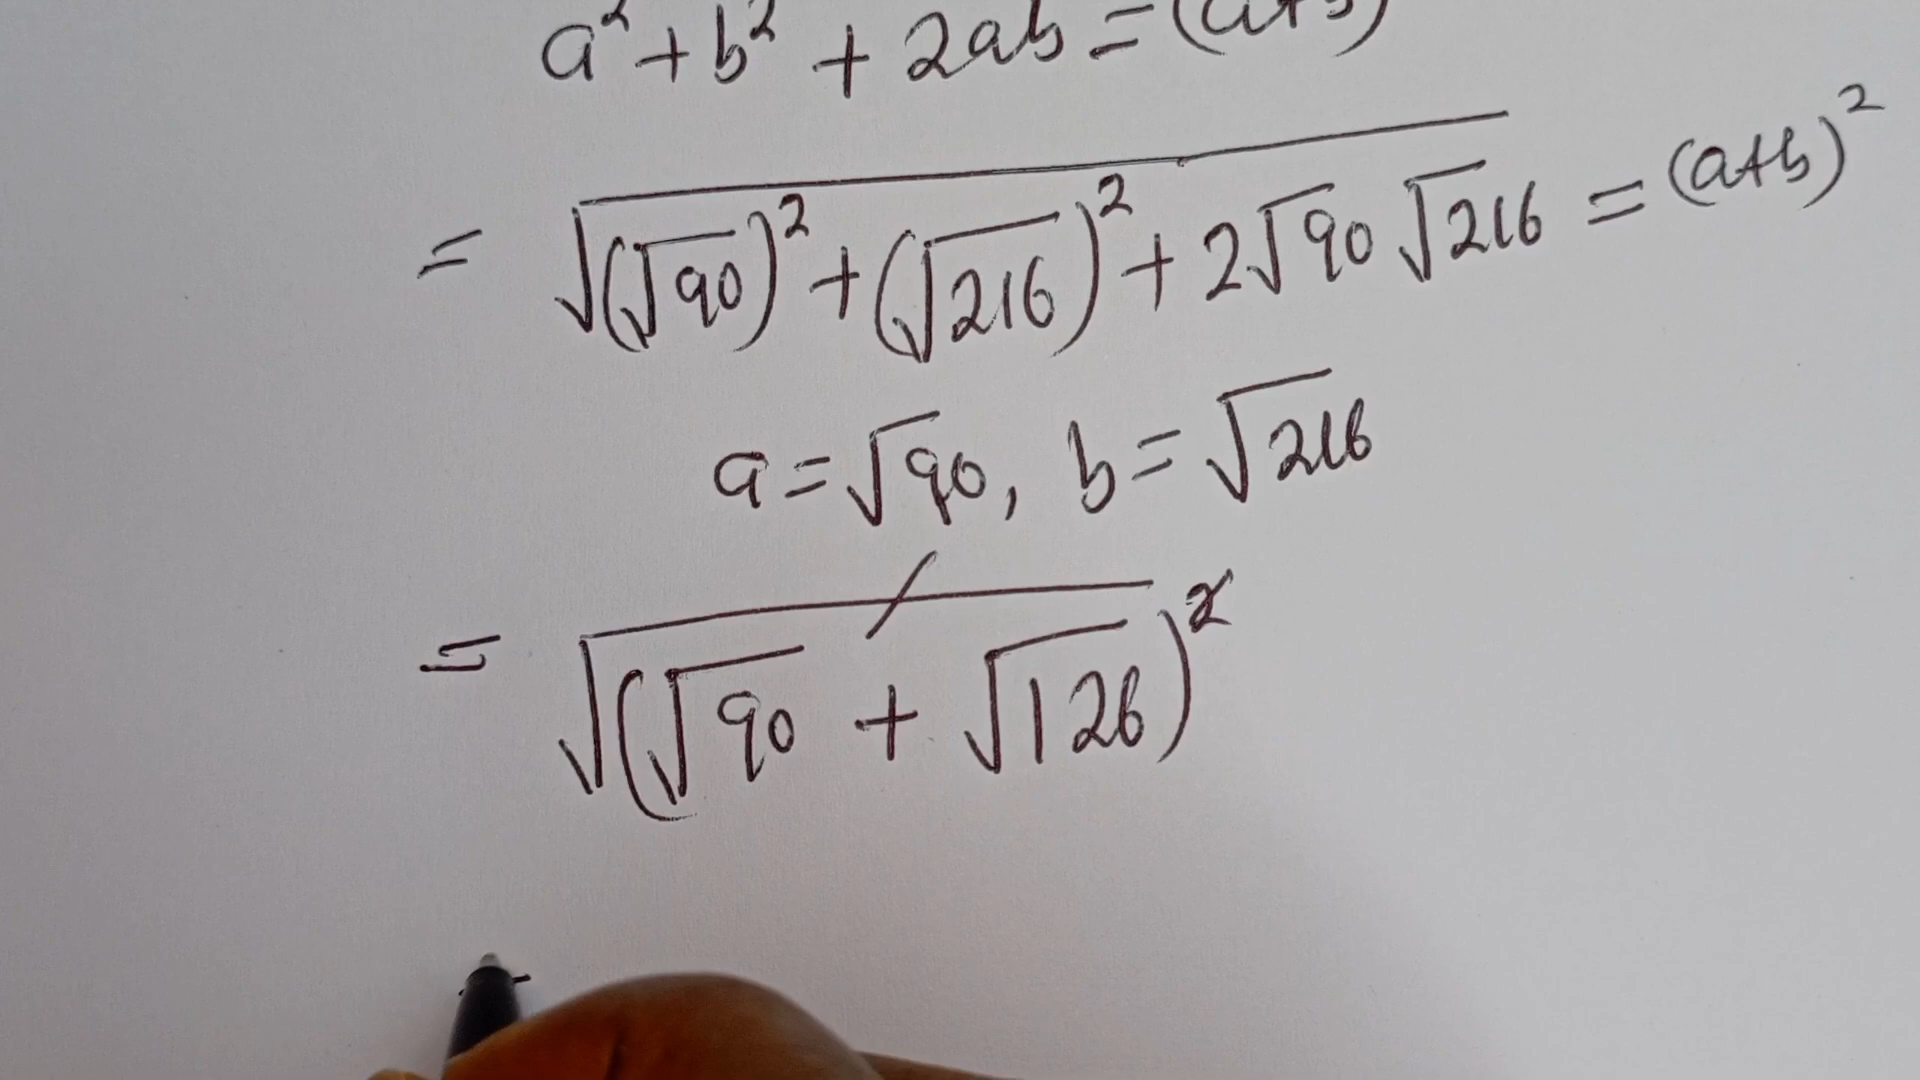 a² + b² + 2ab = (a+b)
= √((√90)² + (√216)² + 2√90 √216) = (a+b)²
a = √90, b = √216
= √((√90 + √126)²)
=